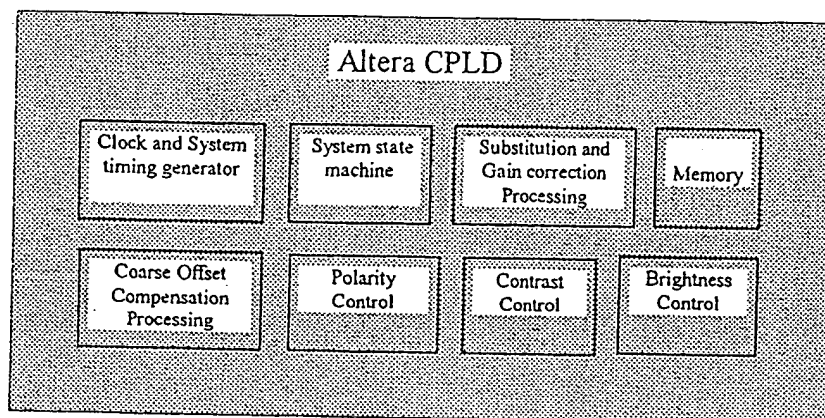 Altera CPLD
Clock and System
timing generator
System state
machine
Substitution and
Gain correction
Processing
Memory
Coarse Offset
Compensation
Processing
Polarity
Control
Contrast
Control
Brightness
Control